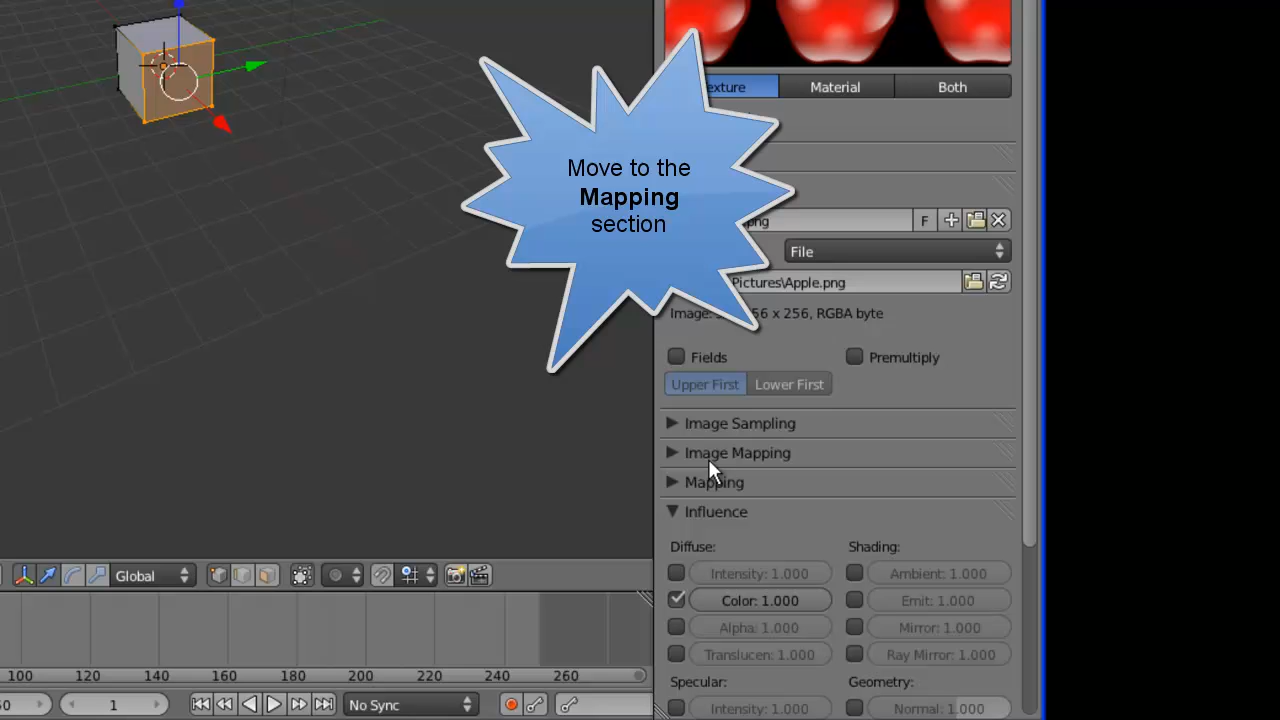 Material
Both
Move to the
Mapping
section
F
File
Pictures\Apple.png
Image:
56 x 256, RGBA byte
Fields
Premultiply
Upper First
Lower First
Image Sampling
Image Mapping
Mapping
Influence
Diffuse:
Shading:
Intensity: 1.000
Ambient: 1.000
Color: 1.000
Emit: 1.000
Alpha: 1.000
Mirror: 1.000
Translucen: 1.000
Ray Mirror: 1.000
Specular:
Geometry:
Intensity: 1.000
Normal: 1.000
Global
100 120 140 160 180 200 220 240 260
1
No Sync